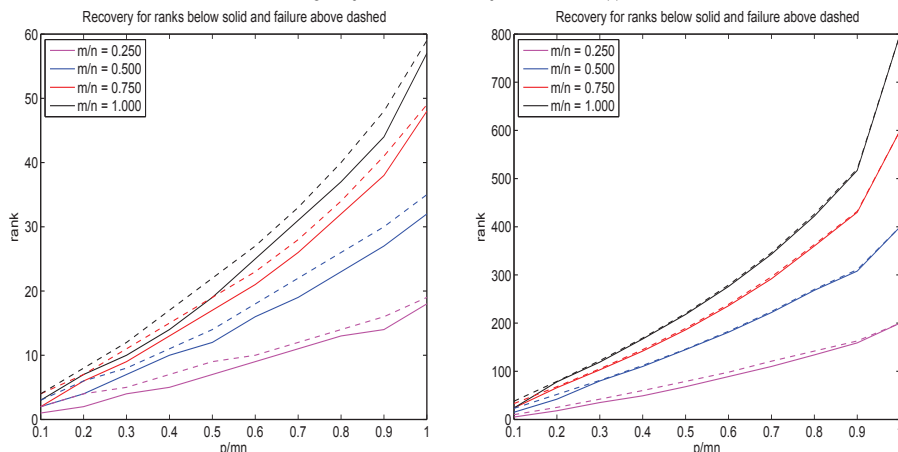 Recovery for ranks below solid and failure above dashed
60
50
40
30
20
10
0
rank
m/n = 0.250
m/n = 0.500
m/n = 0.750
m/n = 1.000
0.1 0.2 0.3 0.4 0.5 0.6 0.7 0.8 0.9 1
p/mn
Recovery for ranks below solid and failure above dashed
800
700
600
500
400
300
200
100
0
rank
m/n = 0.250
m/n = 0.500
m/n = 0.750
m/n = 1.000
0.1 0.2 0.3 0.4 0.5 0.6 0.7 0.8 0.9 1
p/mn